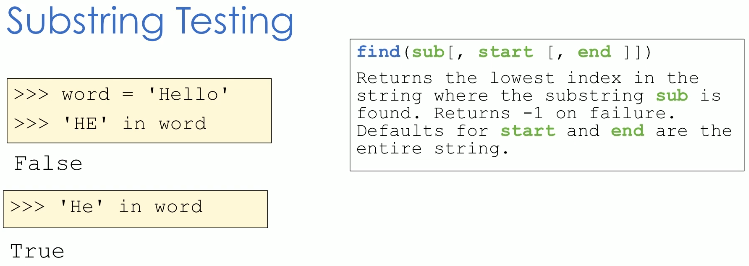 Substring Testing
>>> word = 'Hello'
>>> 'HE' in word
False
>>> 'He' in word
True
find(sub[, start [, end ]])
Returns the lowest index in the
string where the substring sub is
found. Returns -1 on failure.
Defaults for start and end are the
entire string.